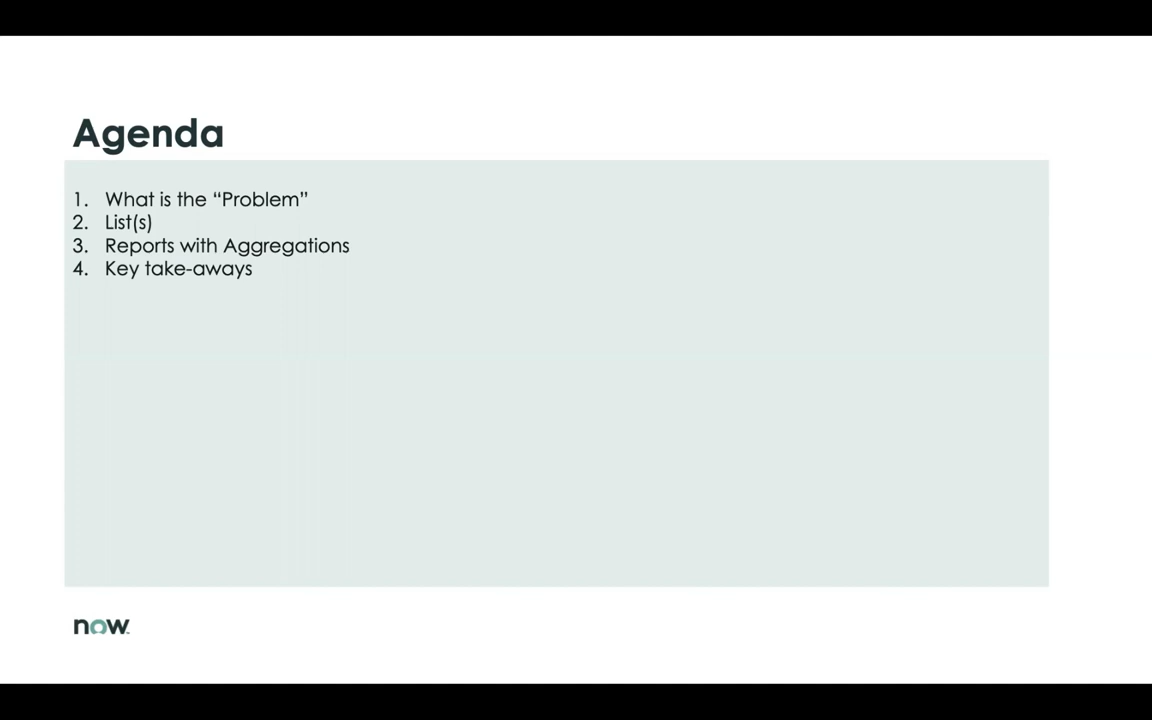 Agenda
1. What is the “Problem”
2. List(s)
3. Reports with Aggregations
4. Key take-aways
now